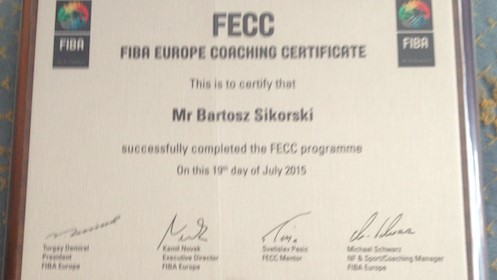 FECC
FIBA
FIBA
FIBA EUROPE COACHING CERTIFICATE
This is to certify that
Mr Bartosz Sikorski
successfully completed the FECC programme
On this 19th day of July 2015
Turgay Demirel
President
FIBA Europe
Kamil Novak
Executive Director
FIBA Europe
Svetislav Pesic
FECC Mentor
Michael Schwarz
NF & Sport/Coaching Manager
FIBA Europe